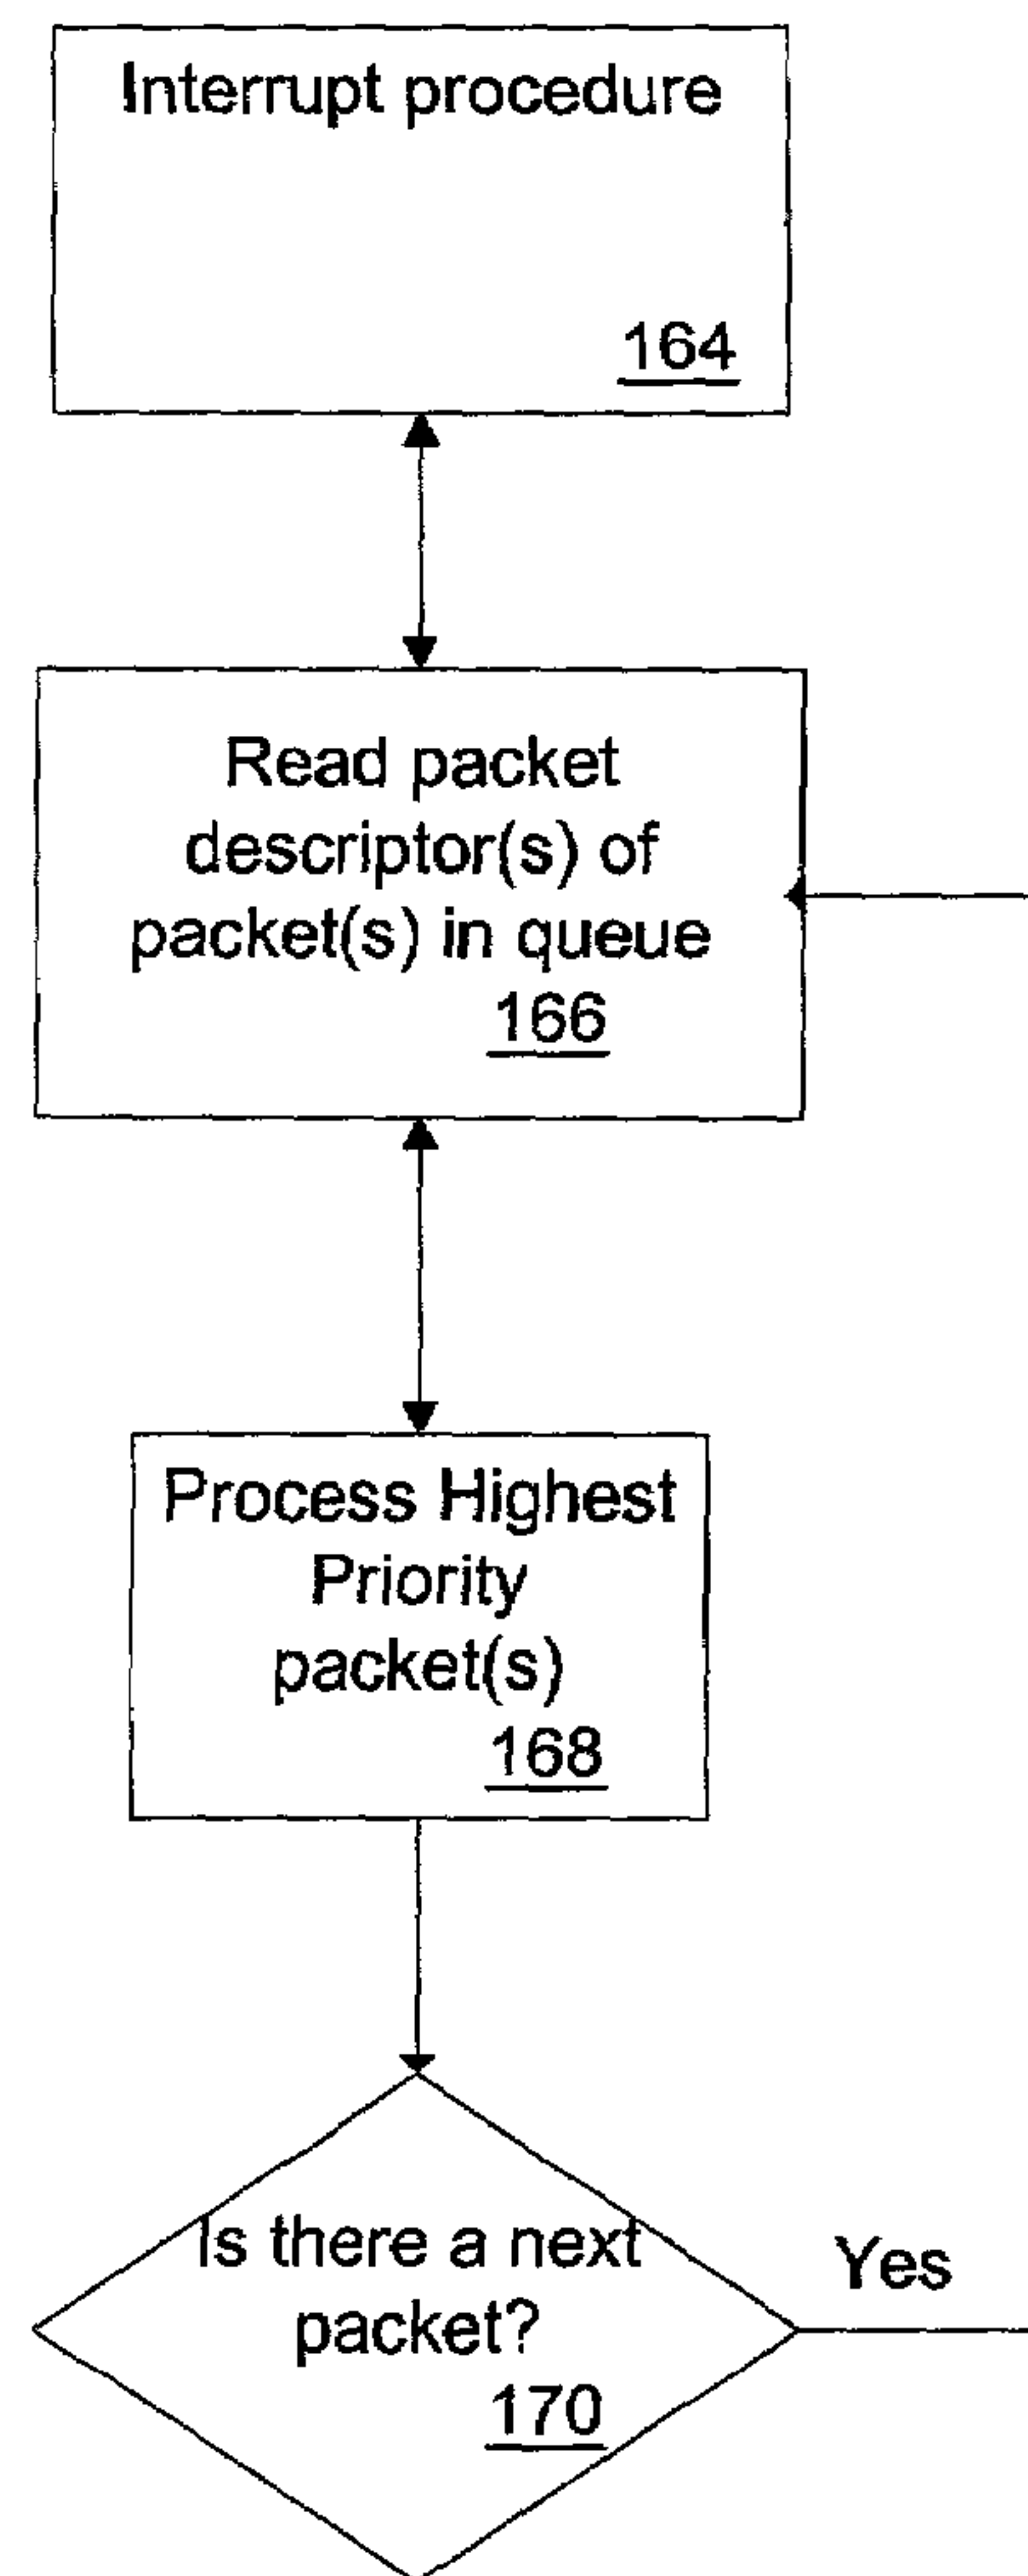 Interrupt procedure
164
Read packet
descriptor(s) of
packet(s) in queue
166
Process Highest
Priority
packet(s)
168
Is there a next
packet?
170
Yes